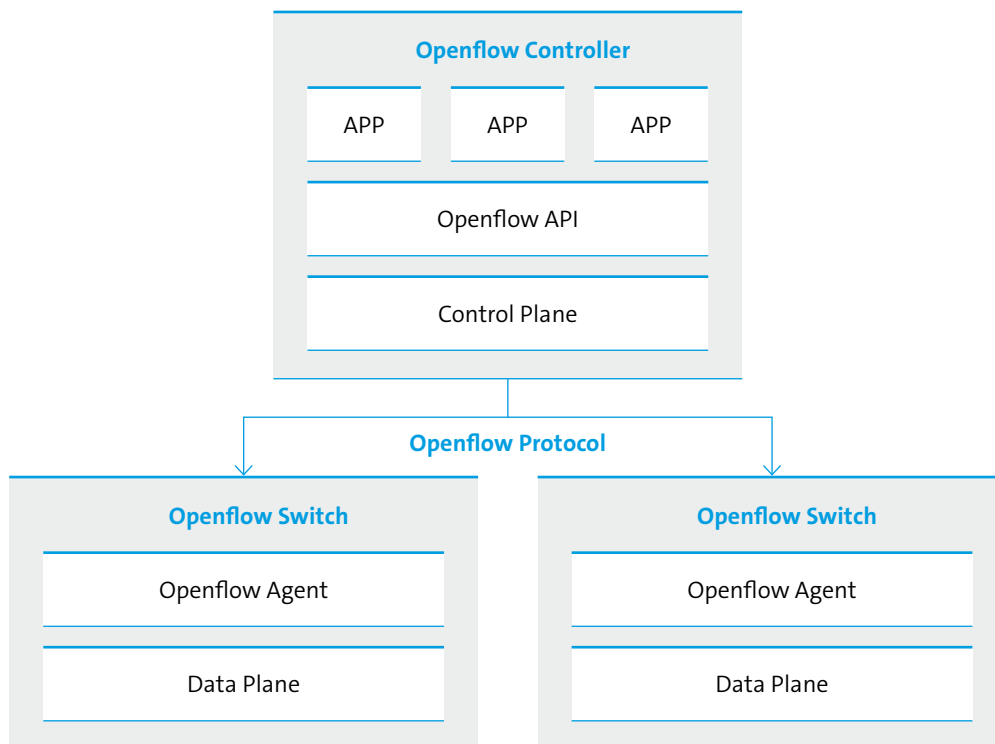 Openflow Controller
APP
APP
APP
Openflow API
Control Plane
Openflow Protocol
Openflow Switch
Openflow Agent
Data Plane
Openflow Switch
Openflow Agent
Data Plane